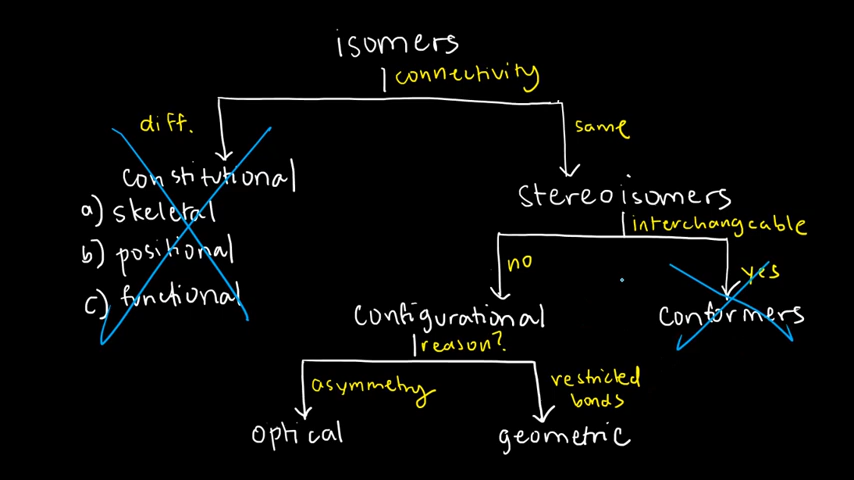 isomers
connectivity
diff.
same
constitutional
a) skeletal
b) positional
c) functional
stereoisomers
interchangeable
no
yes
configurational
conformers
reason?
asymmetry
restricted
bonds
optical
geometric